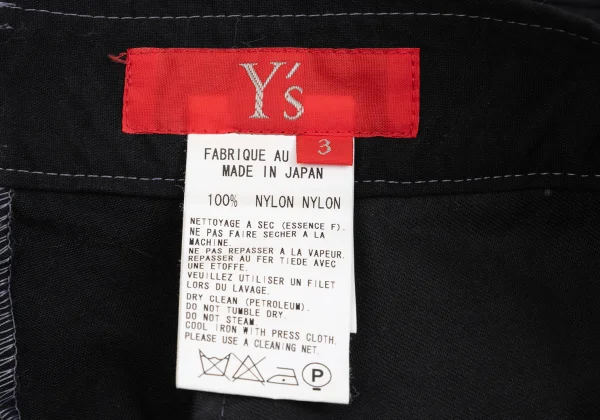 Y's
3
FABRIQUE AU
MADE IN JAPAN
100% NYLON NYLON
NETTOYAGE A SEC (ESSENCE F).
NE PAS FAIRE SECHER A LA
MACHINE.
NE PAS REPASSER A LA VAPEUR.
REPASSER AU FER TIEDE AVEC
UNE ETOFFE.
VEUILLEZ UTILISER UN FILET
LORS DU LAVAGE.
DRY CLEAN (PETROLEUM).
DO NOT TUMBLE DRY.
DO NOT STEAM.
COOL IRON WITH PRESS CLOTH.
PLEASE USE A CLEANING NET.
P